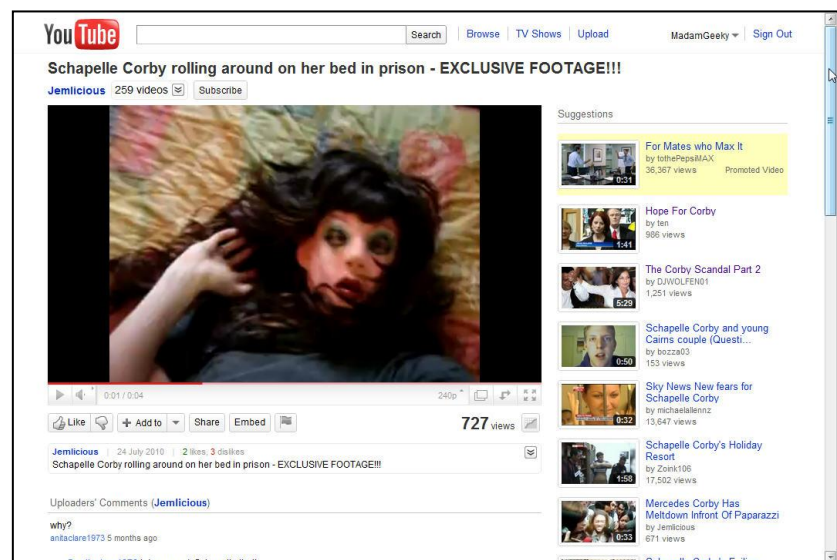 YouTube
Search
Browse
TV Shows
Upload
MadamGeeky
Sign Out
Schapelle Corby rolling around on her bed in prison - EXCLUSIVE FOOTAGE!!!
Jemlicious
259 videos
Subscribe
0:01 / 0:04
240p
Like
+ Add to
Share
Embed
727 views
Jemlicious
24 July 2010
2 likes, 3 dislikes
Schapelle Corby rolling around on her bed in prison - EXCLUSIVE FOOTAGE!!!
Uploaders' Comments (Jemlicious)
why?
anitaclare1973 5 months ago
Suggestions
0:31
For Mates who Max It
by tothePepsiMAX
36,367 views
Promoted Video
1:41
Hope For Corby
by ten
986 views
5:29
The Corby Scandal Part 2
by DJWOLFEN01
1,251 views
0:50
Schapelle Corby and young
Cairns couple (Questi...
by bozza03
153 views
0:32
Sky News New fears for
Schapelle Corby
by michaelallennz
13,647 views
1:58
Schapelle Corby's Holiday
Resort
by Zoink106
17,502 views
0:33
Mercedes Corby Has
Meltdown Infront Of Paparazzi
by Jemlicious
671 views